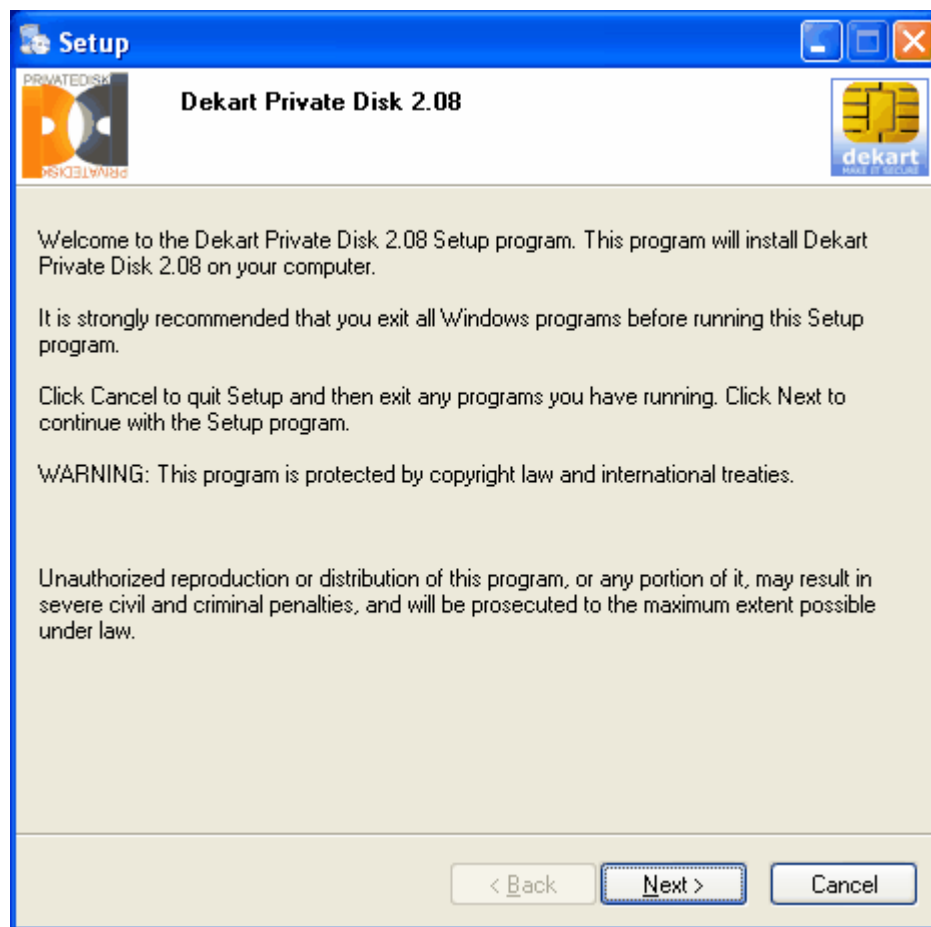 Setup
PRIVATEDISK
PRIVATEDISK
Dekart Private Disk 2.08
dekart
MAKE IT SECURE
Welcome to the Dekart Private Disk 2.08 Setup program. This program will install Dekart
Private Disk 2.08 on your computer.
It is strongly recommended that you exit all Windows programs before running this Setup
program.
Click Cancel to quit Setup and then exit any programs you have running. Click Next to
continue with the Setup program.
WARNING: This program is protected by copyright law and international treaties.
Unauthorized reproduction or distribution of this program, or any portion of it, may result in
severe civil and criminal penalties, and will be prosecuted to the maximum extent possible
under law.
< Back
Next >
Cancel